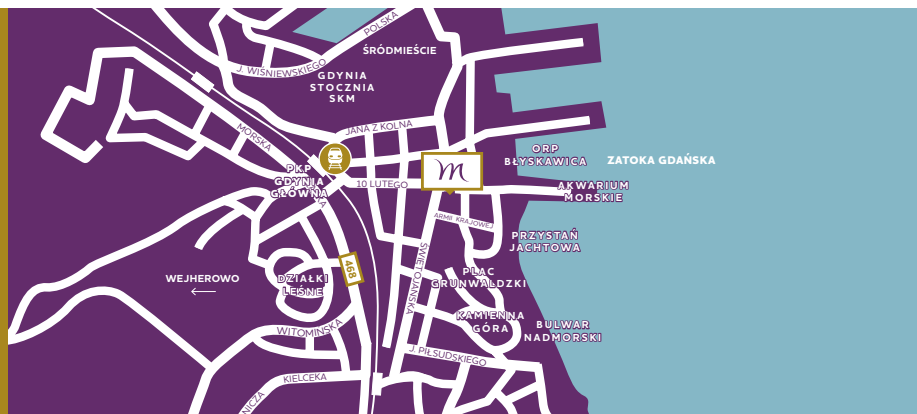 POLSKA
ŚRÓDMIEŚCIE
J. WIŚNIEWSKIEGO
GDYNIA
STOCZNIA
SKM
MORSKA
JANA Z KOLNA
ORP
BŁYSKAWICA
ZATOKA GDAŃSKA
PKP
GDYNIA
GŁÓWNA
10 LUTEGO
m
AKWARIUM
MORSKIE
ARMII KRAJOWEJ
PRZYSTAŃ
JACHTOWA
ŚWIĘTOJAŃSKA
WEJHEROWO
DZIAŁKI
LEŚNE
468
PLAC
GRUNWALDZKI
KAMIENNA
GÓRA
BULWAR
NADMORSKI
WITOMIŃSKA
J. PIŁSUDSKIEGO
KIELECKA